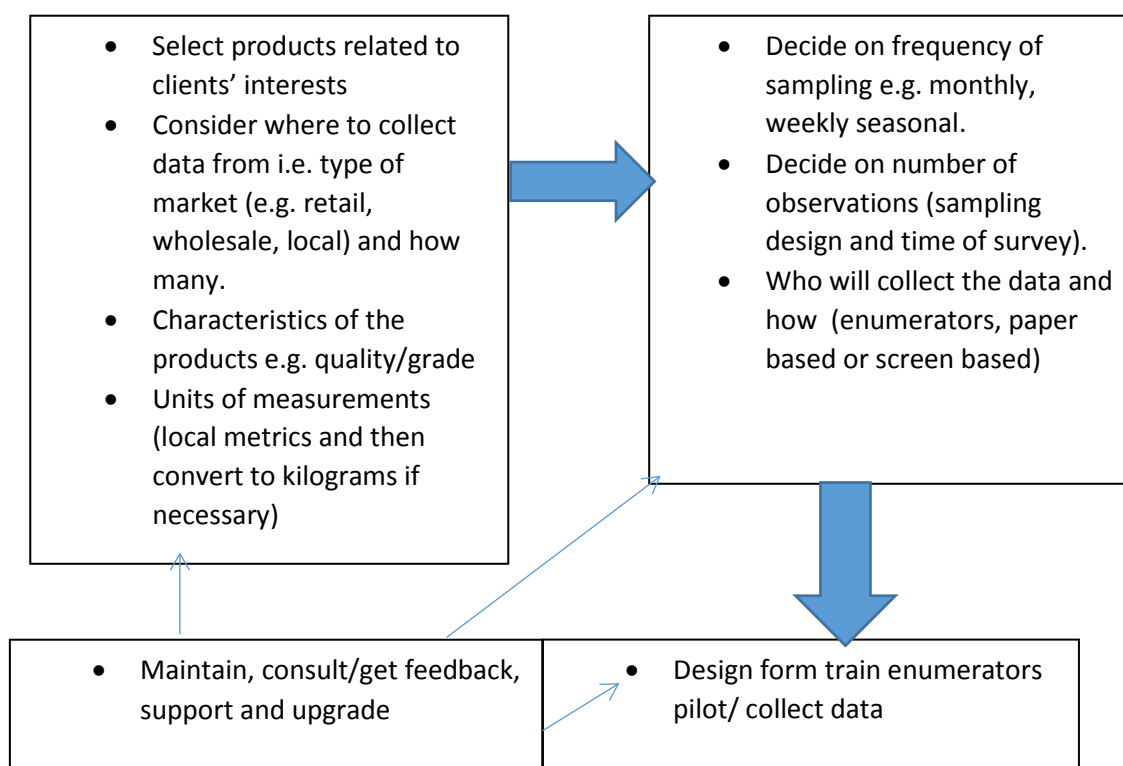 • Select products related to
clients’ interests
• Consider where to collect
data from i.e. type of
market (e.g. retail,
wholesale, local) and how
many.
• Characteristics of the
products e.g. quality/grade
• Units of measurements
(local metrics and then
convert to kilograms if
necessary)
• Decide on frequency of
sampling e.g. monthly,
weekly seasonal.
• Decide on number of
observations (sampling
design and time of survey).
• Who will collect the data and
how  (enumerators, paper
based or screen based)
• Maintain, consult/get feedback,
support and upgrade
• Design form train enumerators
pilot/ collect data